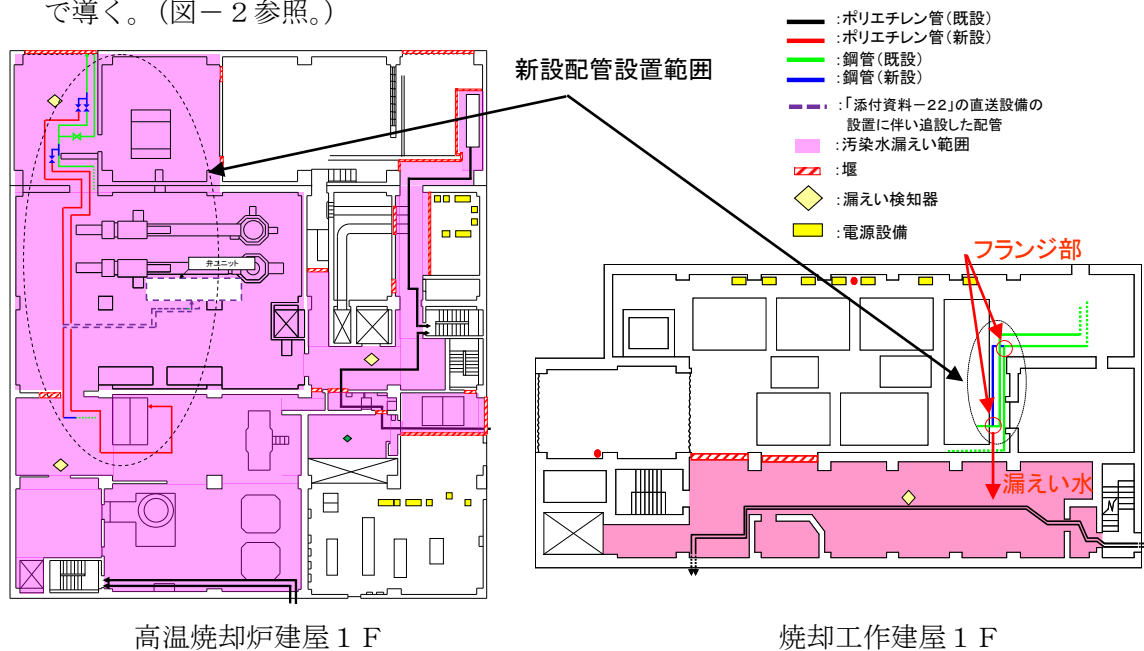 で導く。(図－２参照。)
:ポリエチレン管(既設)
:ポリエチレン管(新設)
:鋼管(既設)
:鋼管(新設)
:「添付資料－22」の直送設備の
設置に伴い追設した配管
:汚染水漏えい範囲
:堰
:漏えい検知器
:電源設備
新設配管設置範囲
弁ユニット
フランジ部
漏えい水
高温焼却炉建屋１Ｆ
焼却工作建屋１Ｆ